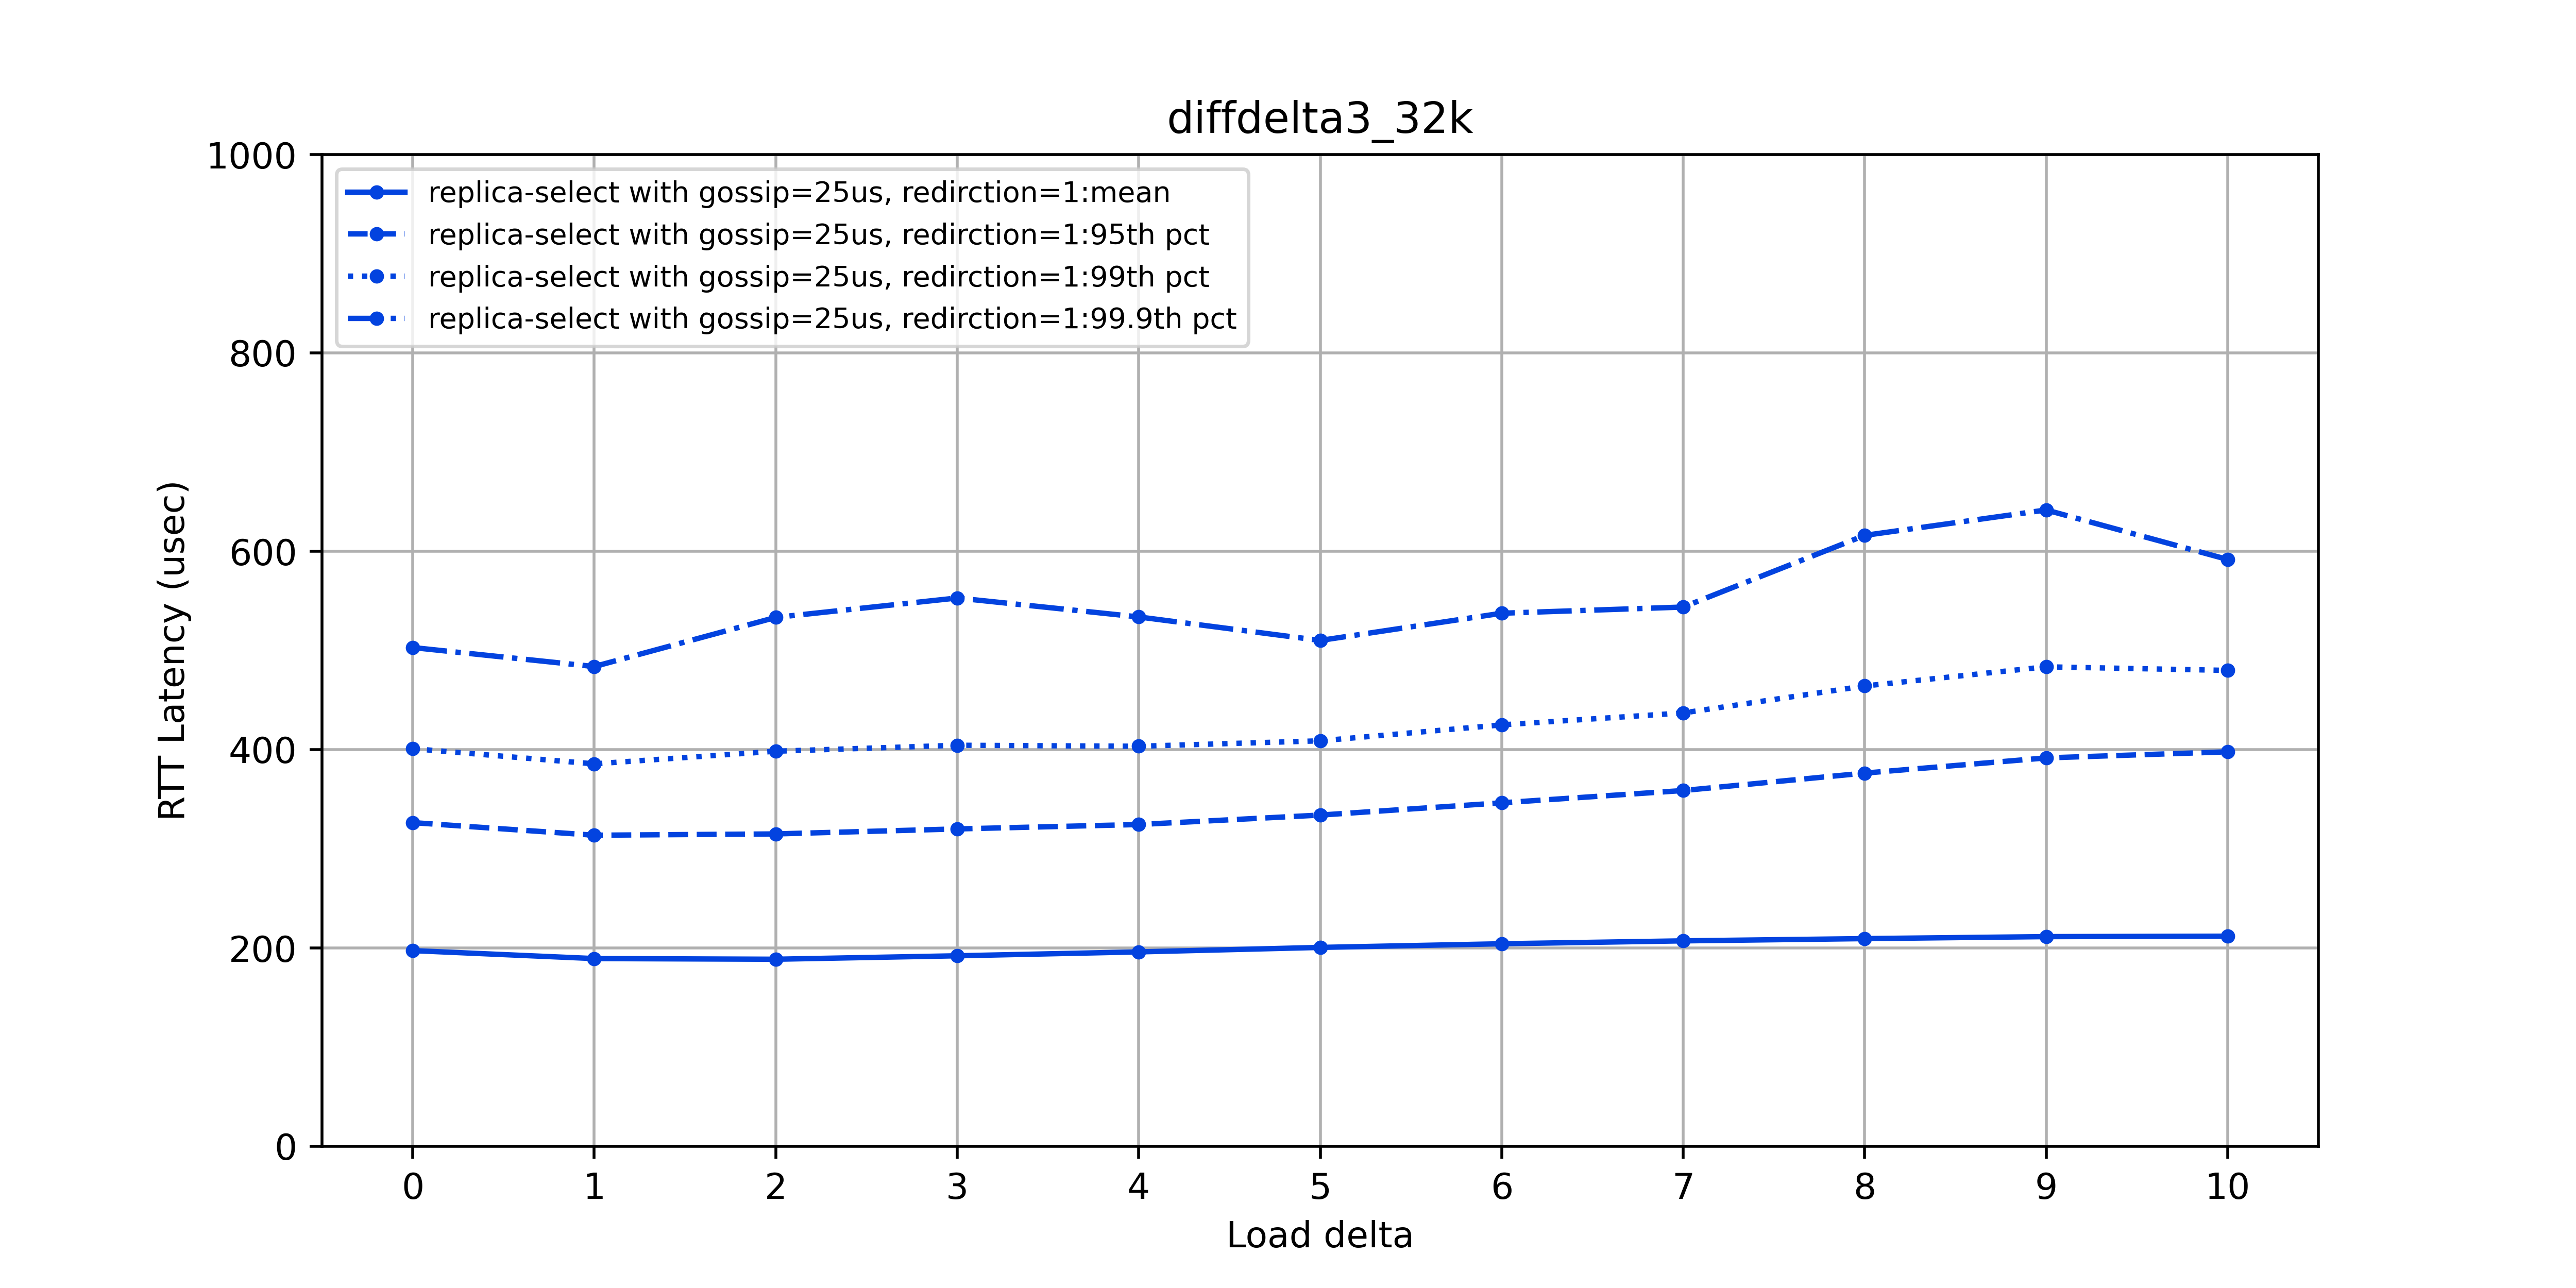 diffdelta3_32k
1000
800
600
400
200
0
RTT Latency (usec)
replica-select with gossip=25us, redirction=1:mean
replica-select with gossip=25us, redirction=1:95th pct
replica-select with gossip=25us, redirction=1:99th pct
replica-select with gossip=25us, redirction=1:99.9th pct
0 1 2 3 4 5 6 7 8 9 10
Load delta